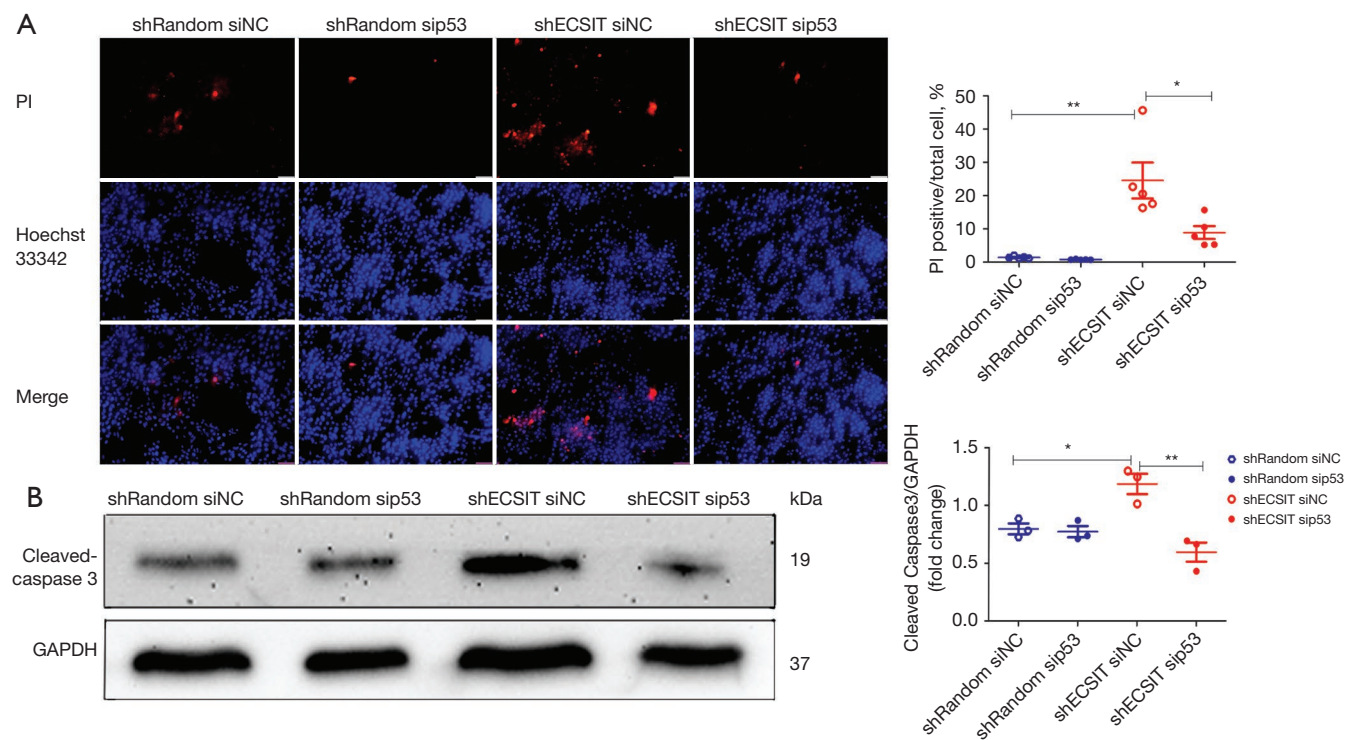 A
shRandom siNC
shRandom sip53
shECSIT siNC
shECSIT sip53
PI
Hoechst
33342
Merge
PI positive/total cell, %
50
40
30
20
10
0
**
*
shRandom siNC
shRandom sip53
shECSIT siNC
shECSIT sip53
B
shRandom siNC
shRandom sip53
shECSIT siNC
shECSIT sip53
kDa
Cleaved-
caspase 3
19
GAPDH
37
Cleaved Caspase3/GAPDH
(fold change)
1.5
1.0
0.5
0.0
*
**
shRandom siNC
shRandom sip53
shECSIT siNC
shECSIT sip53
shRandom siNC
shRandom sip53
shECSIT siNC
shECSIT sip53